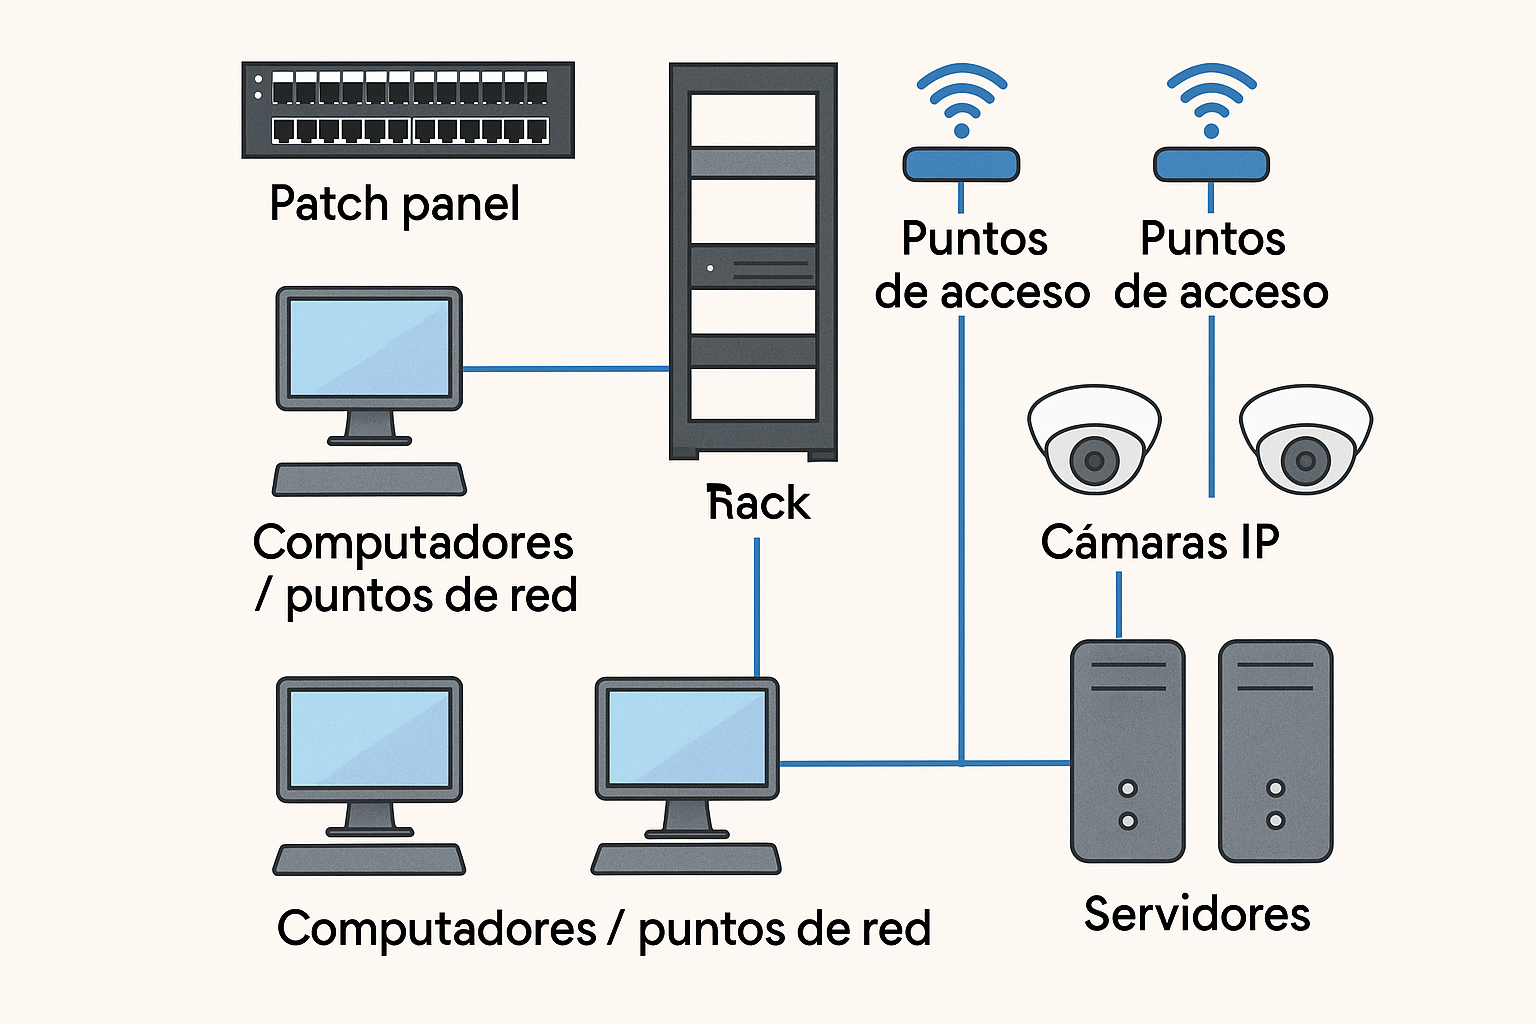 Patch panel
Puntos
de acceso
Puntos
de acceso
Rack
Computadores
/ puntos de red
Cámaras IP
Computadores / puntos de red
Servidores